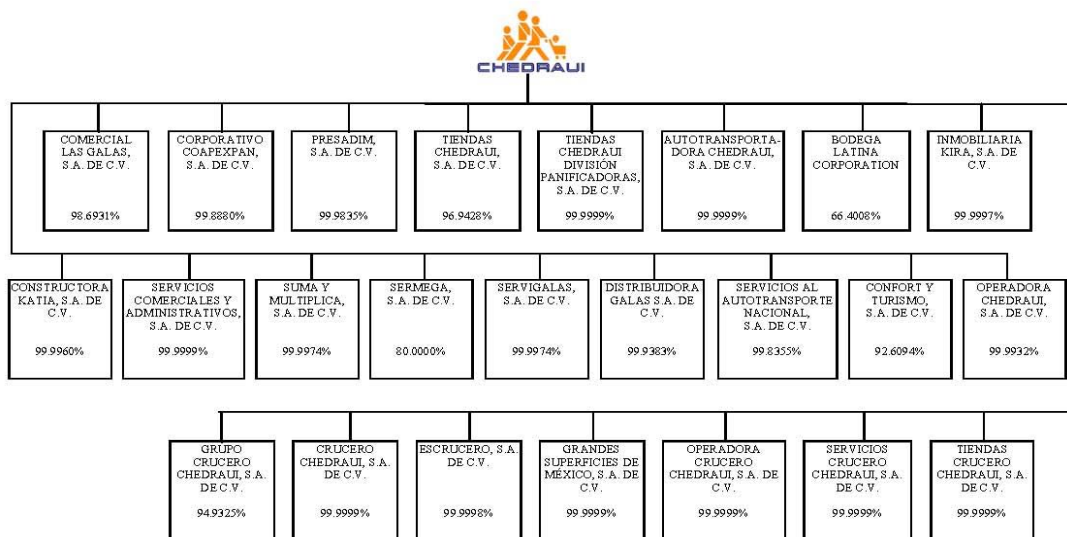 CHEDRAUI
COMERCIAL
LAS GALAS,
S.A. DE C.V.
98.6931%
CORPORATIVO
COAPEXPAN,
S.A. DE C.V.
99.8880%
PRESADIM,
S.A. DE C.V.
99.9835%
TIENDAS
CHEDRAUI,
S.A. DE C.V.
96.9428%
TIENDAS
CHEDRAUI
DIVISIÓN
PANIFICADORAS,
S.A. DE C.V.
99.9999%
AUTOTRANSPORTA-
DORA CHEDRAUI,
S.A. DE C.V.
99.9999%
BODEGA
LATINA
CORPORATION
66.4008%
INMOBILIARIA
KIRA, S.A. DE
C.V.
99.9997%
CONSTRUCTORA
KATIA, S.A. DE
C.V.
99.9960%
SERVICIOS
COMERCIALES Y
ADMINISTRATIVOS,
S.A. DE C.V.
99.9999%
SUMA Y
MULTIPLICA,
S.A. DE C.V.
99.9974%
SERMEGA,
S.A. DE C.V.
80.0000%
SERVIGALAS,
S.A. DE C.V.
99.9974%
DISTRIBUIDORA
GALAS S.A. DE
C.V.
99.9383%
SERVICIOS AL
AUTOTRANSPORTE
NACIONAL,
S.A. DE C.V.
99.8355%
CONFORT Y
TURISMO,
S.A. DE C.V.
92.6094%
OPERADORA
CHEDRAUI,
S.A. DE C.V.
99.9932%
GRUPO
CRUCERO
CHEDRAUI, S.A.
DE C.V.
94.9325%
CRUCERO
CHEDRAUI, S.A.
DE C.V.
99.9999%
ESCRUCERO, S.A.
DE C.V.
99.9998%
GRANDES
SUPERFICIES DE
MÉXICO, S.A. DE
C.V.
99.9999%
OPERADORA
CRUCERO
CHEDRAUI, S.A. DE
C.V.
99.9999%
SERVICIOS
CRUCERO
CHEDRAUI, S.A.
DE C.V.
99.9999%
TIENDAS
CRUCERO
CHEDRAUI, S.A.
DE C.V.
99.9999%